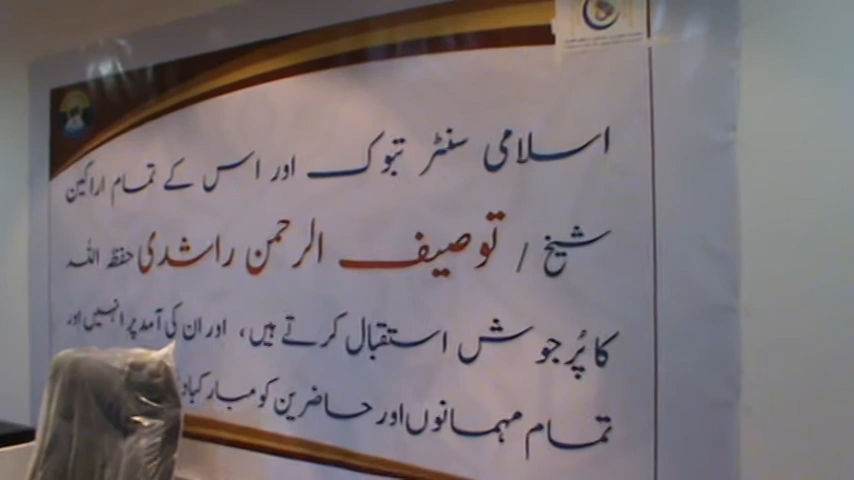 اسلامی سنٹر تبوک اور اس کے تمام اراکین
شیخ / توصیف الرحمن راشدی حفظہ اللہ
کا پُرجوش استقبال کرتے ہیں، اور ان کی آمد پر انہیں اور
تمام مہمانوں اور حاضرین کو مبارکباد